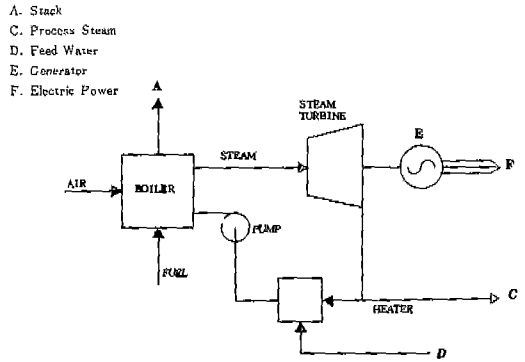 A. Stack
C. Process Steam
D. Feed Water
E. Generator
F. Electric Power
A
STEAM
TURBINE
E
STEAM
F
AIR
BOILER
PUMP
FUEL
C
HEATER
D